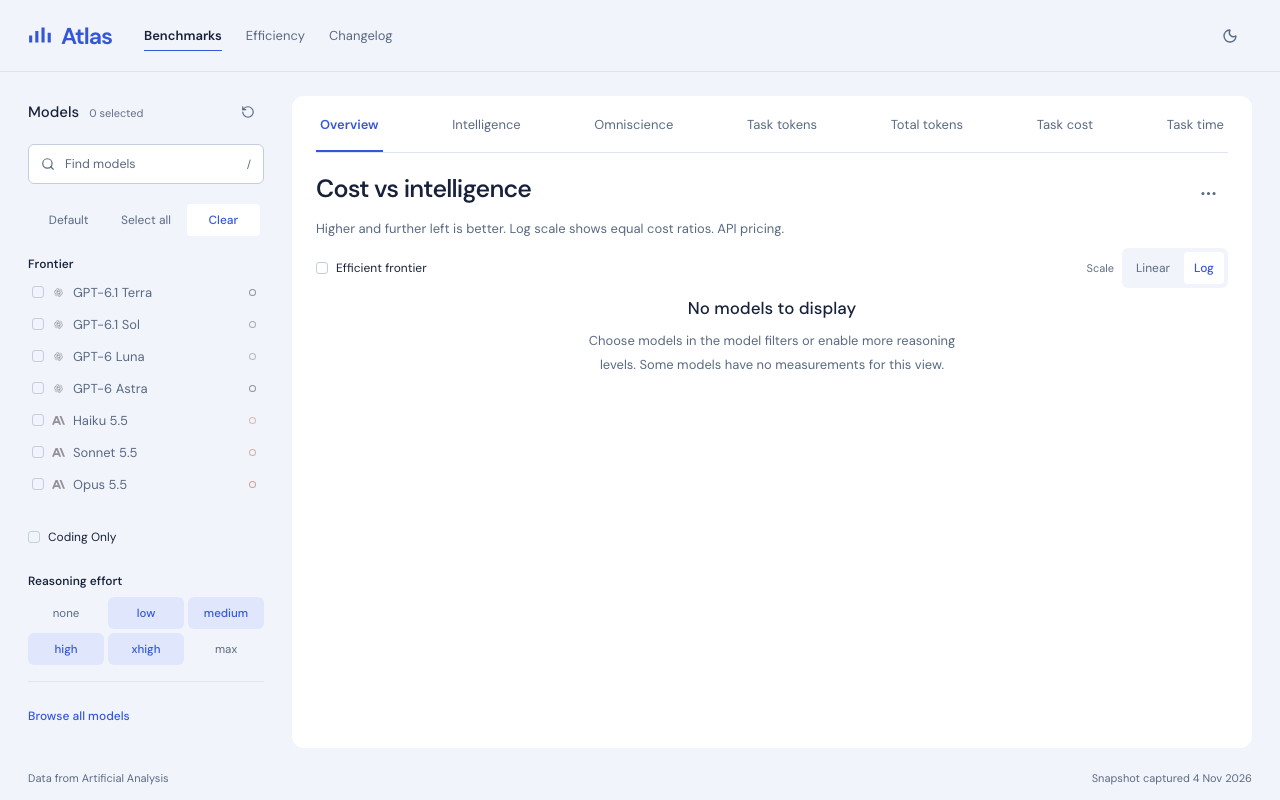 Atlas
Benchmarks
Efficiency
Changelog
Models
0 selected
Find models
/
Default
Select all
Clear
Frontier
GPT-6.1 Terra
GPT-6.1 Sol
GPT-6 Luna
GPT-6 Astra
Haiku 5.5
Sonnet 5.5
Opus 5.5
Coding Only
Reasoning effort
none
low
medium
high
xhigh
max
Browse all models
Overview
Intelligence
Omniscience
Task tokens
Total tokens
Task cost
Task time
Cost vs intelligence
Higher and further left is better. Log scale shows equal cost ratios. API pricing.
Efficient frontier
Scale
Linear
Log
No models to display
Choose models in the model filters or enable more reasoning
levels. Some models have no measurements for this view.
Data from Artificial Analysis
Snapshot captured 4 Nov 2026